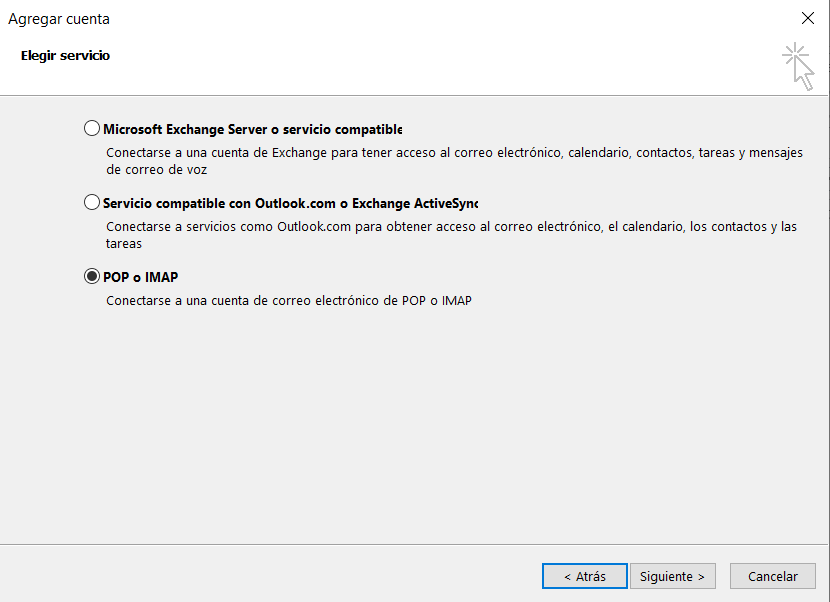 Agregar cuenta
Elegir servicio
Microsoft Exchange Server o servicio compatible
Conectarse a una cuenta de Exchange para tener acceso al correo electrónico, calendario, contactos, tareas y mensajes
de correo de voz
Servicio compatible con Outlook.com o Exchange ActiveSync
Conectarse a servicios como Outlook.com para obtener acceso al correo electrónico, el calendario, los contactos y las
tareas
POP o IMAP
Conectarse a una cuenta de correo electrónico de POP o IMAP
< Atrás
Siguiente >
Cancelar